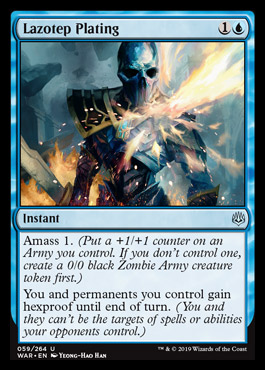 Lazotep Plating 1
Instant
Amass 1. (Put a +1/+1 counter on an
Army you control. If you don't control one,
create a 0/0 black Zombie Army creature
token first.)
You and permanents you control gain
hexproof until end of turn. (You and
they can't be the targets of spells or abilities
your opponents control.)
059/264 U
WAR • EN Yeong-Hao Han
™ & © 2019 Wizards of the Coast